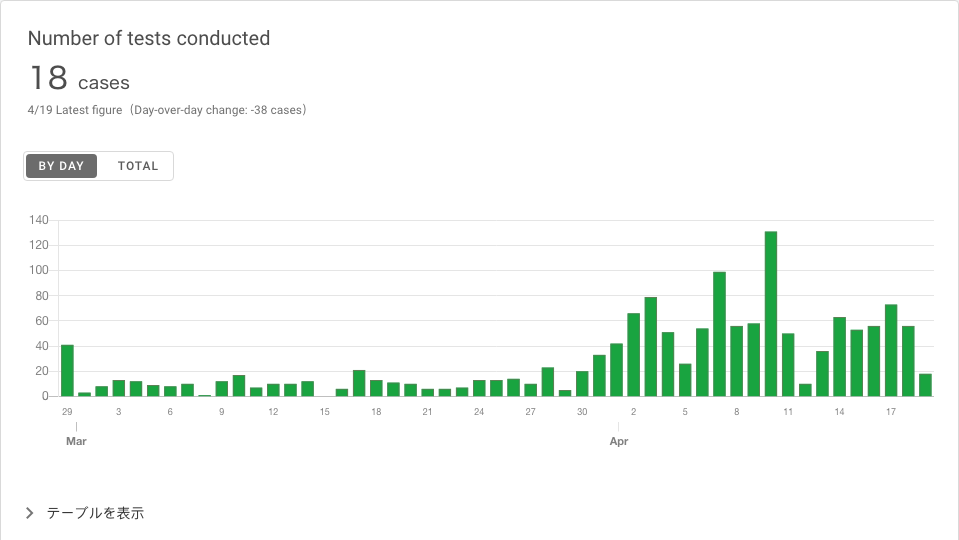 Number of tests conducted
18 cases
4/19 Latest figure（Day-over-day change: -38 cases）
BY DAY TOTAL
140
120
100
80
60
40
20
0
29 3 6 9 12 15 18 21 24 27 30 2 5 8 11 14 17
Mar Apr
テーブルを表示